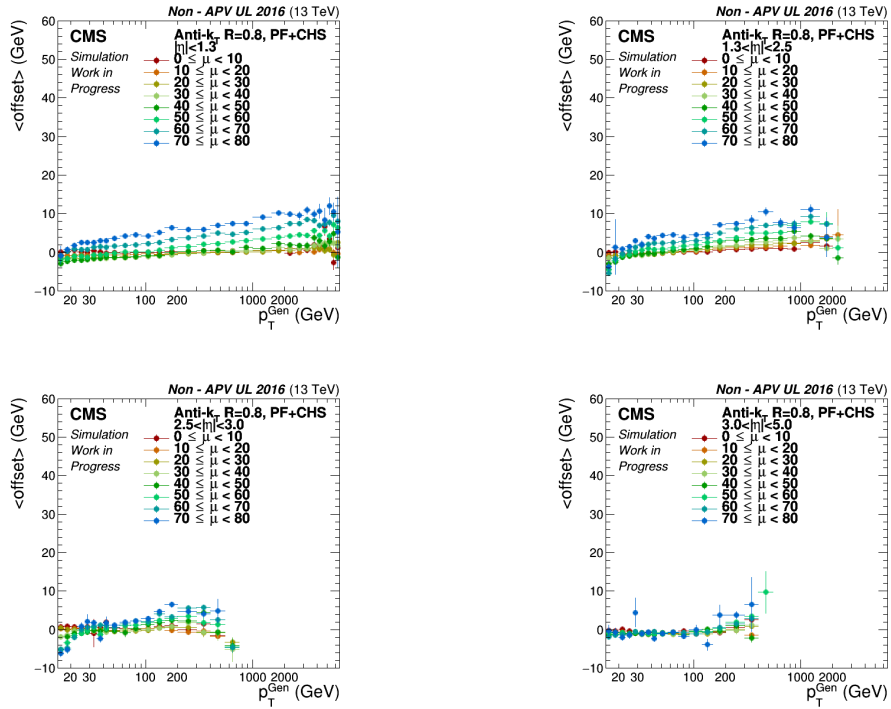 Non - APV UL 2016 (13 TeV)
<offset> (GeV)
60
50
40
30
20
10
0
−10
CMS
Simulation
Work in
Progress
Anti-k_T R=0.8, PF+CHS
|η|<1.3
0 ≤ μ < 10
10 ≤ μ < 20
20 ≤ μ < 30
30 ≤ μ < 40
40 ≤ μ < 50
50 ≤ μ < 60
60 ≤ μ < 70
70 ≤ μ < 80
20 30 100 200 1000 2000
p_T^Gen (GeV)
Non - APV UL 2016 (13 TeV)
<offset> (GeV)
60
50
40
30
20
10
0
−10
CMS
Simulation
Work in
Progress
Anti-k_T R=0.8, PF+CHS
1.3<|η|<2.5
0 ≤ μ < 10
10 ≤ μ < 20
20 ≤ μ < 30
30 ≤ μ < 40
40 ≤ μ < 50
50 ≤ μ < 60
60 ≤ μ < 70
70 ≤ μ < 80
20 30 100 200 1000 2000
p_T^Gen (GeV)
Non - APV UL 2016 (13 TeV)
<offset> (GeV)
60
50
40
30
20
10
0
−10
CMS
Simulation
Work in
Progress
Anti-k_T R=0.8, PF+CHS
2.5<|η|<3.0
0 ≤ μ < 10
10 ≤ μ < 20
20 ≤ μ < 30
30 ≤ μ < 40
40 ≤ μ < 50
50 ≤ μ < 60
60 ≤ μ < 70
70 ≤ μ < 80
20 30 100 200 1000 2000
p_T^Gen (GeV)
Non - APV UL 2016 (13 TeV)
<offset> (GeV)
60
50
40
30
20
10
0
−10
CMS
Simulation
Work in
Progress
Anti-k_T R=0.8, PF+CHS
3.0<|η|<5.0
0 ≤ μ < 10
10 ≤ μ < 20
20 ≤ μ < 30
30 ≤ μ < 40
40 ≤ μ < 50
50 ≤ μ < 60
60 ≤ μ < 70
70 ≤ μ < 80
20 30 100 200 1000 2000
p_T^Gen (GeV)